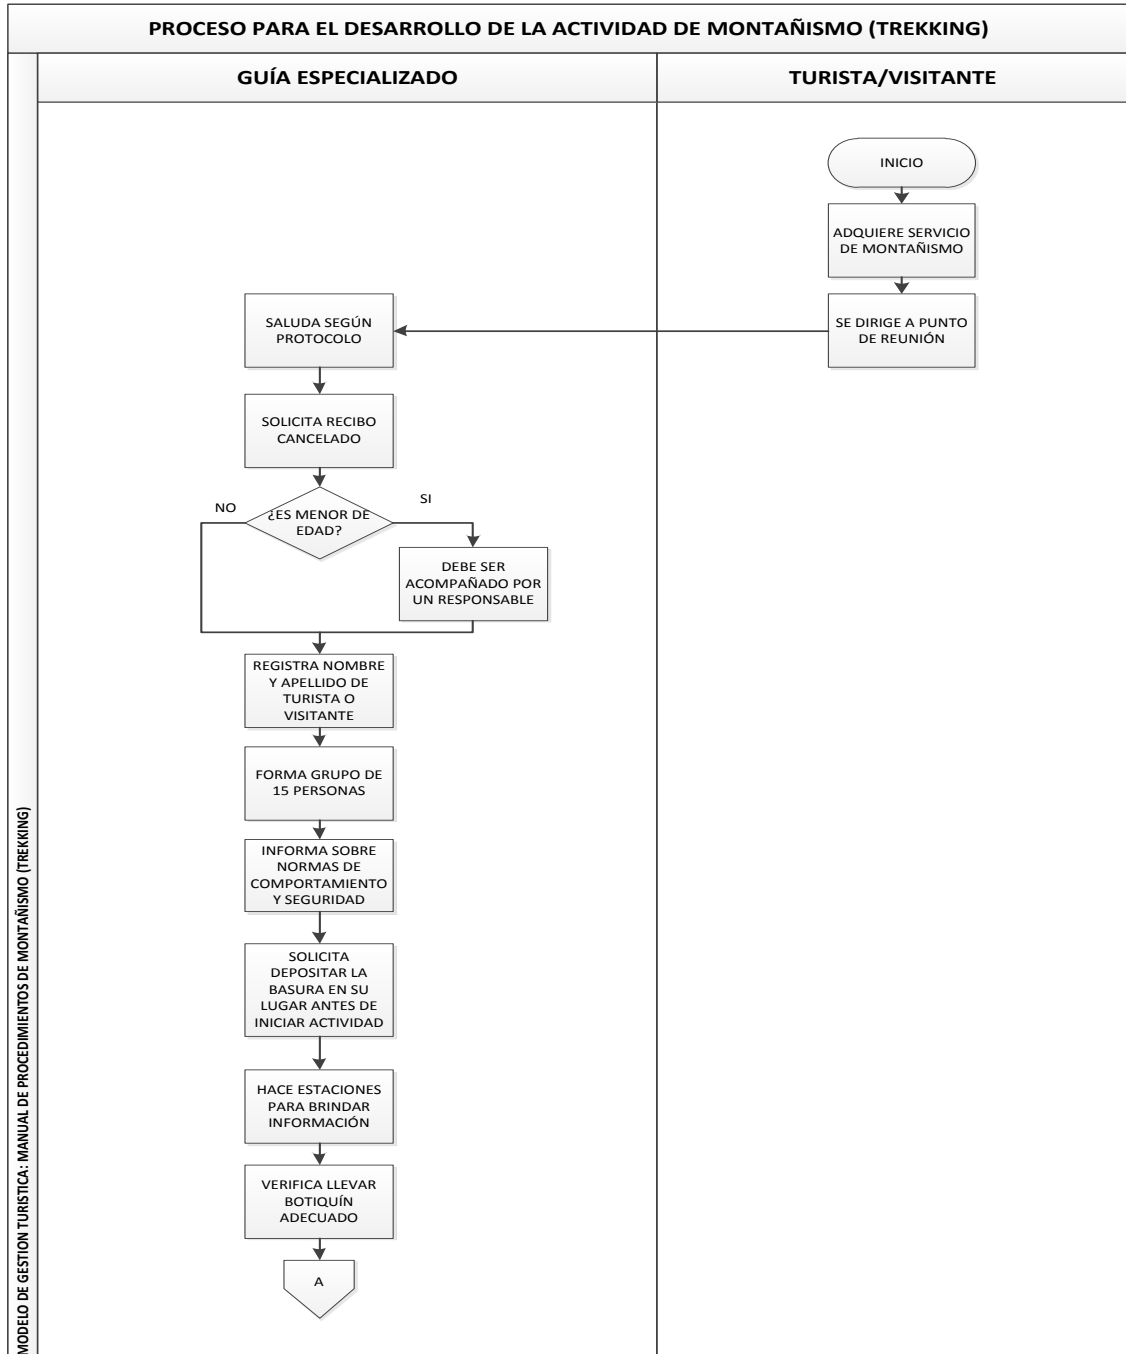 PROCESO PARA EL DESARROLLO DE LA ACTIVIDAD DE MONTAÑISMO (TREKKING)
GUÍA ESPECIALIZADO
TURISTA/VISITANTE
INICIO
ADQUIERE SERVICIO
DE MONTAÑISMO
SE DIRIGE A PUNTO
DE REUNIÓN
SALUDA SEGÚN
PROTOCOLO
SOLICITA RECIBO
CANCELADO
¿ES MENOR DE
EDAD?
NO
SI
DEBE SER
ACOMPAÑADO POR
UN RESPONSABLE
REGISTRA NOMBRE
Y APELLIDO DE
TURISTA O
VISITANTE
FORMA GRUPO DE
15 PERSONAS
INFORMA SOBRE
NORMAS DE
COMPORTAMIENTO
Y SEGURIDAD
SOLICITA
DEPOSITAR LA
BASURA EN SU
LUGAR ANTES DE
INICIAR ACTIVIDAD
HACE ESTACIONES
PARA BRINDAR
INFORMACIÓN
VERIFICA LLEVAR
BOTIQUÍN
ADECUADO
A
MODELO DE GESTION TURISTICA: MANUAL DE PROCEDIMIENTOS DE MONTAÑISMO (TREKKING)